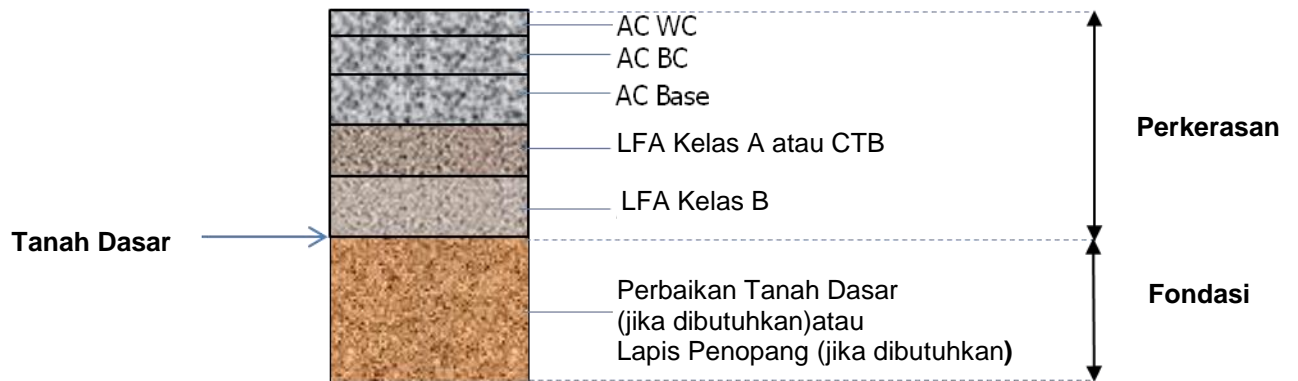 AC WC
AC BC
AC Base
LFA Kelas A atau CTB
Perkerasan
LFA Kelas B
Tanah Dasar
Perbaikan Tanah Dasar
(jika dibutuhkan)atau
Lapis Penopang (jika dibutuhkan)
Fondasi